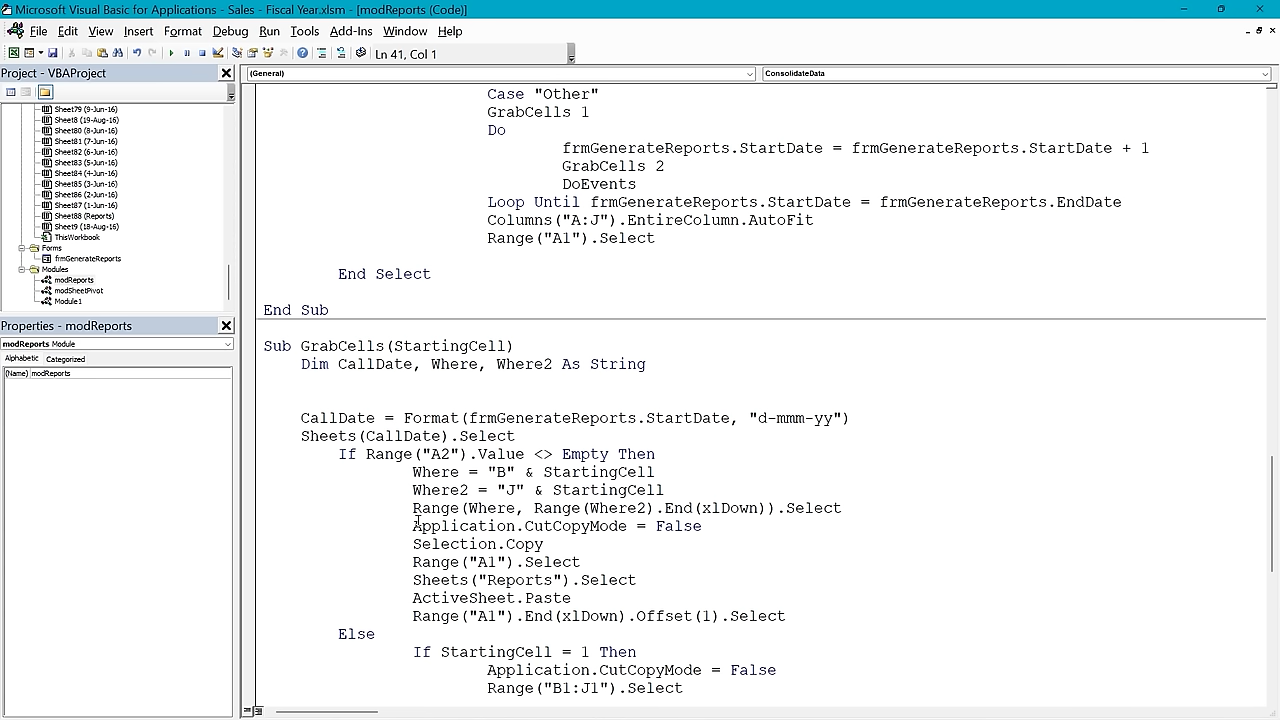 Microsoft Visual Basic for Applications - Sales - Fiscal Year.xlsm - [modReports (Code)]
File Edit View Insert Format Debug Run Tools Add-Ins Window Help
Ln 41, Col 1
Project - VBAProject
Sheet79 (9-Jun-16)
Sheet8 (19-Aug-16)
Sheet80 (8-Jun-16)
Sheet81 (7-Jun-16)
Sheet82 (6-Jun-16)
Sheet83 (5-Jun-16)
Sheet84 (4-Jun-16)
Sheet85 (3-Jun-16)
Sheet86 (2-Jun-16)
Sheet87 (1-Jun-16)
Sheet88 (Reports)
Sheet9 (18-Aug-16)
ThisWorkbook
Forms
frmGenerateReports
Modules
modReports
modSheetPivot
Module1
Properties - modReports
modReports Module
Alphabetic Categorized
(Name) modReports
(General) ConsolidateData
Case "Other"
GrabCells 1
Do
frmGenerateReports.StartDate = frmGenerateReports.StartDate + 1
GrabCells 2
DoEvents
Loop Until frmGenerateReports.StartDate = frmGenerateReports.EndDate
Columns("A:J").EntireColumn.AutoFit
Range("A1").Select
End Select
End Sub
Sub GrabCells(StartingCell)
Dim CallDate, Where, Where2 As String
CallDate = Format(frmGenerateReports.StartDate, "d-mmm-yy")
Sheets(CallDate).Select
If Range("A2").Value <> Empty Then
Where = "B" & StartingCell
Where2 = "J" & StartingCell
Range(Where, Range(Where2).End(xlDown)).Select
Application.CutCopyMode = False
Selection.Copy
Range("A1").Select
Sheets("Reports").Select
ActiveSheet.Paste
Range("A1").End(xlDown).Offset(1).Select
Else
If StartingCell = 1 Then
Application.CutCopyMode = False
Range("B1:J1").Select